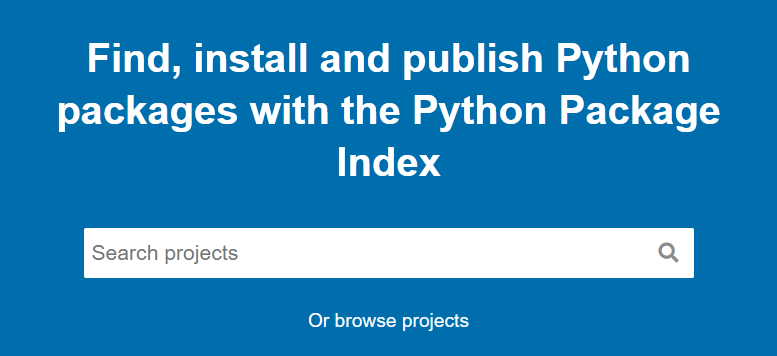 Find, install and publish Python
packages with the Python Package
Index
Search projects
Or browse projects